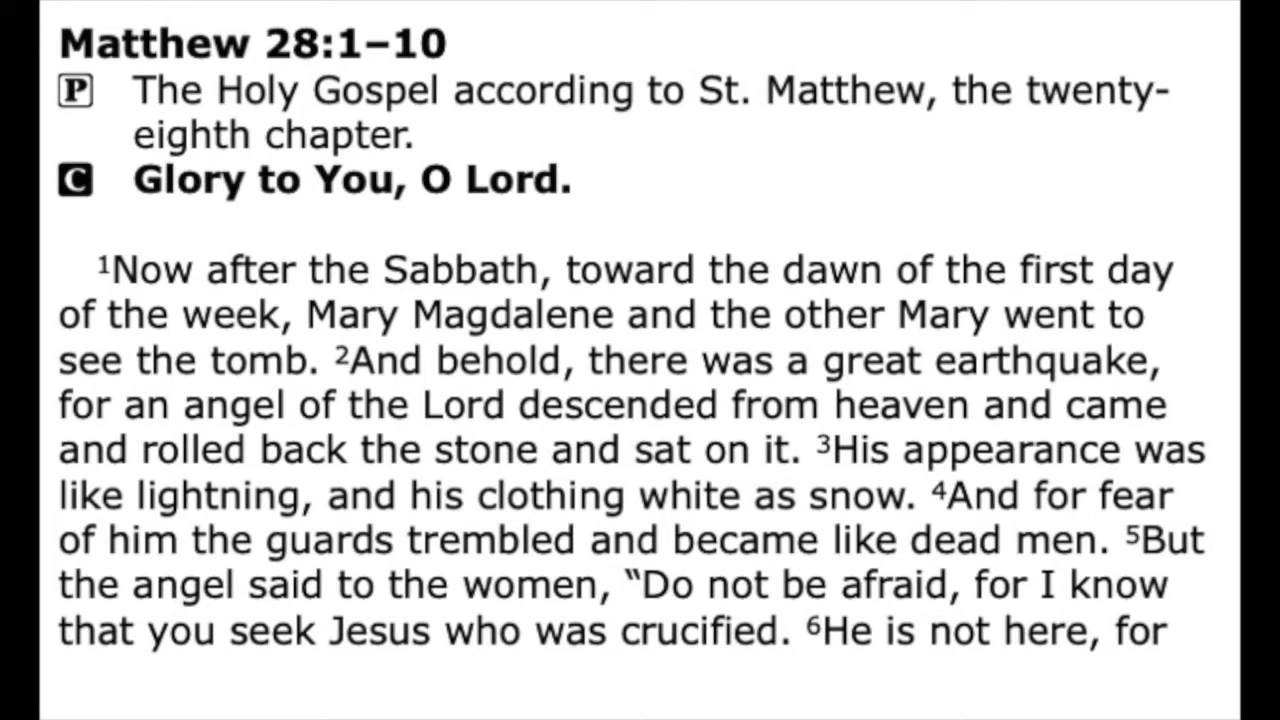 Matthew 28:1–10
P The Holy Gospel according to St. Matthew, the twenty-
eighth chapter.
C Glory to You, O Lord.
¹Now after the Sabbath, toward the dawn of the first day
of the week, Mary Magdalene and the other Mary went to
see the tomb. ²And behold, there was a great earthquake,
for an angel of the Lord descended from heaven and came
and rolled back the stone and sat on it. ³His appearance was
like lightning, and his clothing white as snow. ⁴And for fear
of him the guards trembled and became like dead men. ⁵But
the angel said to the women, “Do not be afraid, for I know
that you seek Jesus who was crucified. ⁶He is not here, for